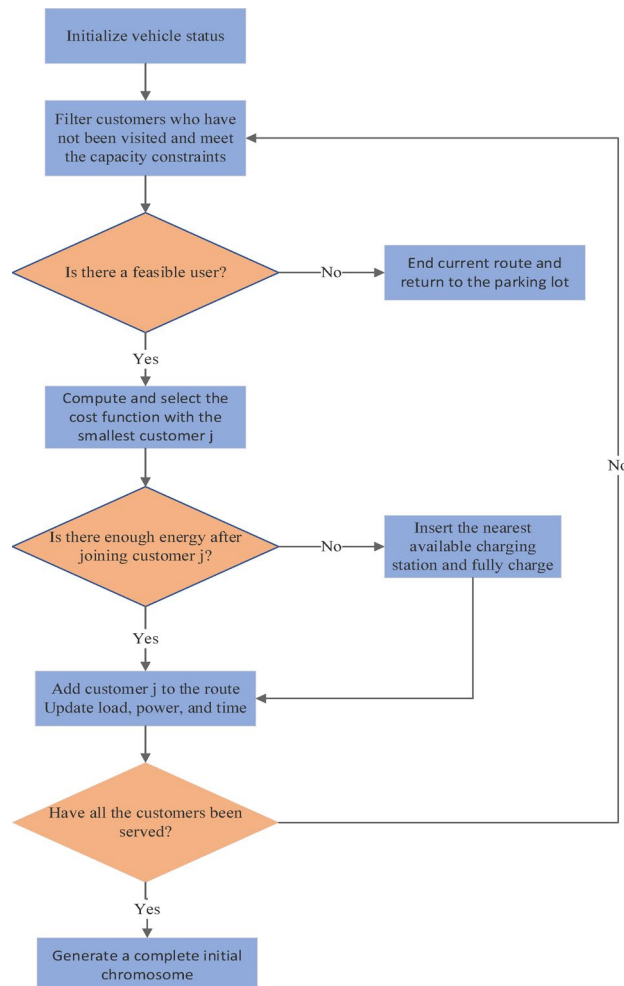 Initialize vehicle status
Filter customers who have
not been visited and meet
the capacity constraints
Is there a feasible user?
No
End current route and
return to the parking lot
Yes
Compute and select the
cost function with the
smallest customer j
No
Is there enough energy after
joining customer j?
No
Insert the nearest
available charging
station and fully charge
Yes
Add customer j to the route
Update load, power, and time
Have all the customers been
served?
Yes
Generate a complete initial
chromosome